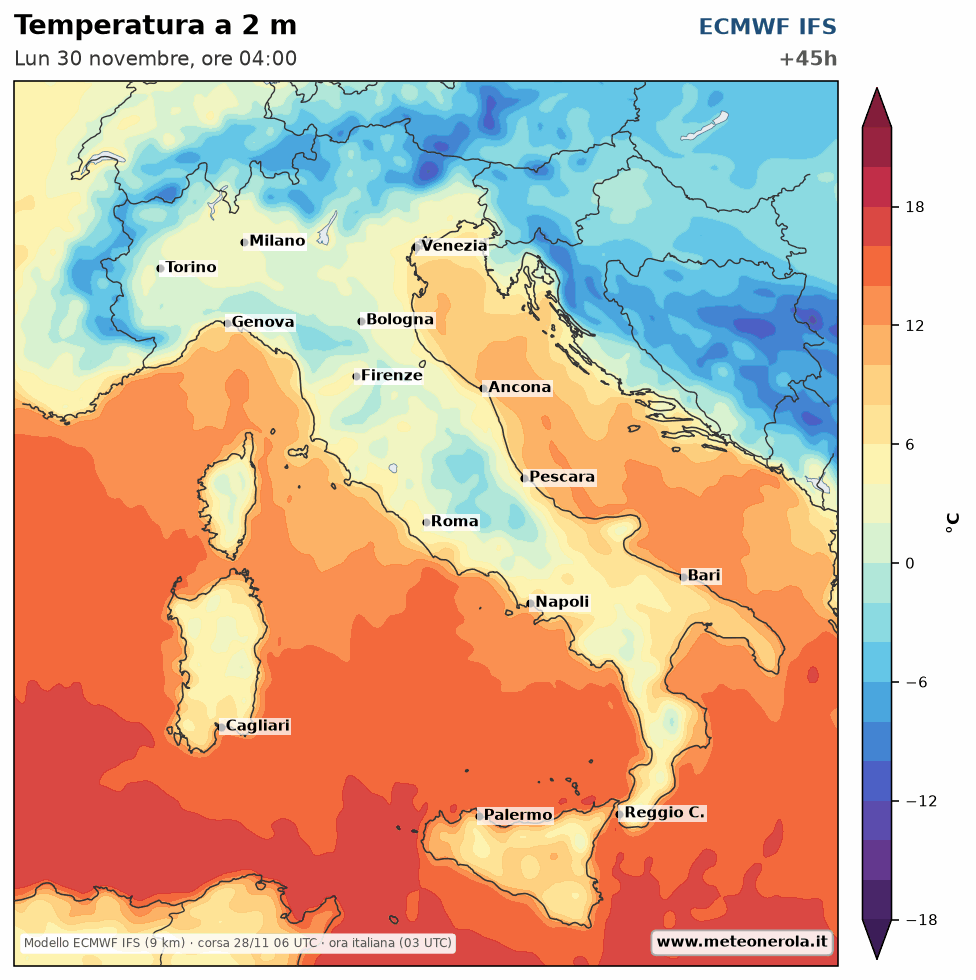 Temperatura a 2 m
ECMWF IFS
Lun 30 novembre, ore 04:00
+45h
Milano
Venezia
Torino
Genova
Bologna
Firenze
Ancona
Pescara
Roma
Bari
Napoli
Cagliari
Palermo
Reggio C.
18
12
6
0
−6
−12
−18
°C
Modello ECMWF IFS (9 km) · corsa 28/11 06 UTC · ora italiana (03 UTC)
www.meteonerola.it